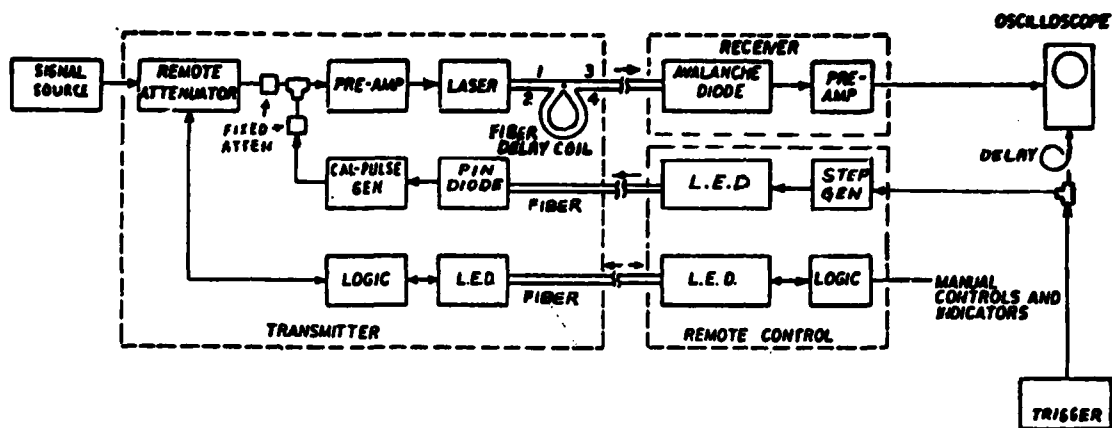 OSCILLOSCOPE
RECEIVER
SIGNAL
SOURCE
REMOTE
ATTENUATOR
PRE-AMP
LASER
1
3
2
4
AVALANCHE
DIODE
PRE-
AMP
FIXED
ATTEN
FIBER
DELAY COIL
DELAY
CAL-PULSE
GEN
PIN
DIODE
FIBER
L.E.D
STEP
GEN
LOGIC
L.E.D.
FIBER
L.E.D.
LOGIC
MANUAL
CONTROLS AND
INDICATORS
TRANSMITTER
REMOTE CONTROL
TRIGGER